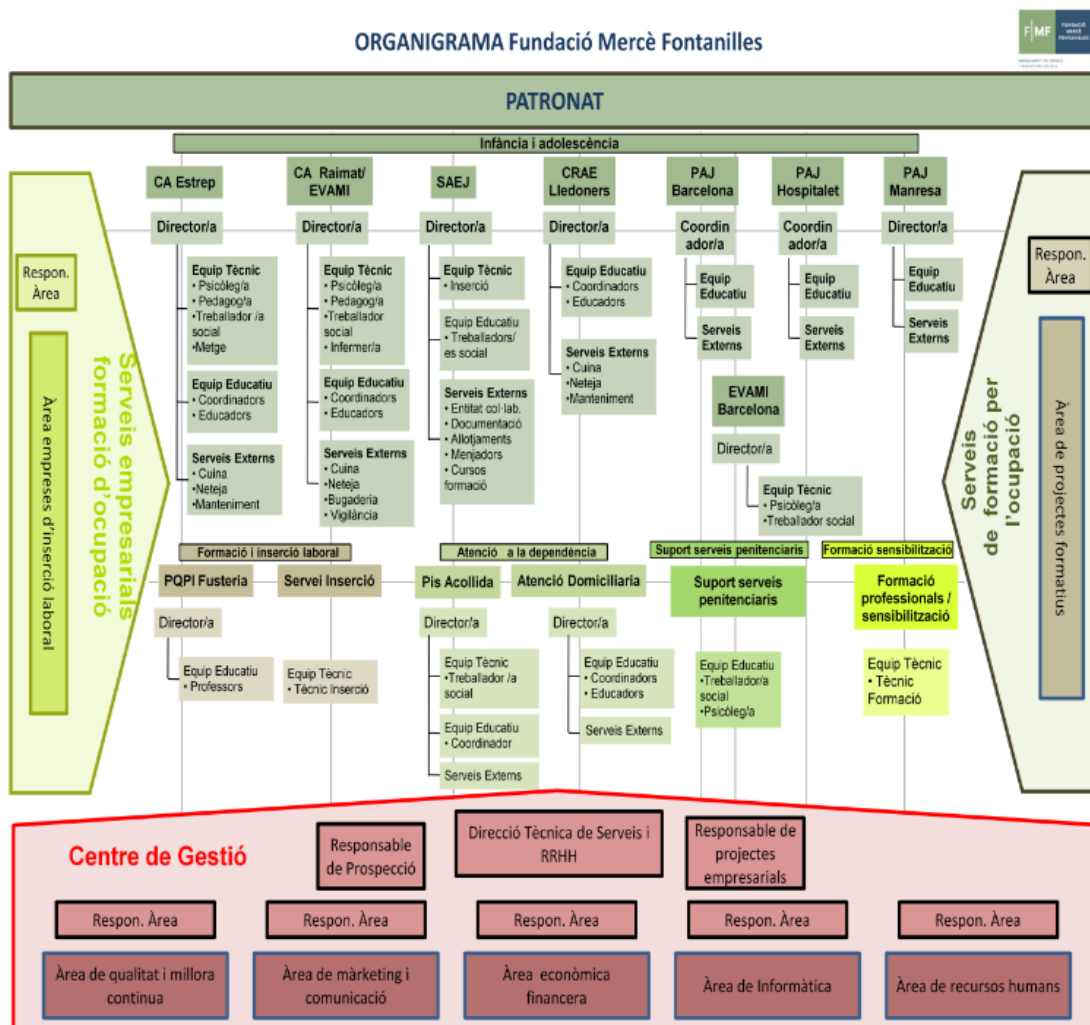 ORGANIGRAMA Fundació Mercè Fontanilles
F|MF
FUNDACIÓ
MERCÈ
FONTANILLES
PATRONAT
Infància i adolescència
CA Estrep
Director/a
Equip Tècnic
• Psicòleg/a
• Pedagog/a
•Treballador /a
social
•Metge
Equip Educatiu
• Coordinadors
• Educadors
Serveis Externs
• Cuina
• Neteja
•Manteniment
CA Raimat/
EVAMI
Director/a
Equip Tècnic
• Psicòleg/a
• Pedagog/a
•Treballador
social
• Infermer/a
Equip Educatiu
• Coordinadors
• Educadors
Serveis Externs
• Cuina
• Neteja
• Bugaderia
• Vigilància
SAEJ
Director/a
Equip Tècnic
• Inserció
Equip Educatiu
•Treballadors/
es social
Serveis Externs
• Entitat col·lab.
• Documentació
• Allotjaments
• Menjadors
• Cursos
formació
CRAE
Lledoners
Director/a
Equip Educatiu
• Coordinadors
• Educadors
Serveis Externs
• Cuina
• Neteja
• Manteniment
PAJ
Barcelona
Coordin
ador/a
Equip
Educatiu
Serveis
Externs
PAJ
Hospitalet
Coordin
ador/a
Equip
Educatiu
Serveis
Externs
PAJ
Manresa
Director/a
Equip
Educatiu
Serveis
Externs
EVAMI
Barcelona
Director/a
Equip Tècnic
• Psicòleg/a
•Treballador social
Respon.
Àrea
Àrea empreses d'inserció laboral
Serveis empresarials
formació d'ocupació
Respon.
Àrea
Àrea de projectes formatius
Serveis
de formació per
l'ocupació
Formació i inserció laboral
PQPI Fusteria
Director/a
Equip Educatiu
• Professors
Servei Inserció
Equip Tècnic
• Tècnic Inserció
Atenció a la dependència
Pis Acollida
Director/a
Equip Tècnic
•Treballador /a
social
Equip Educatiu
• Coordinador
Serveis Externs
Atenció Domiciliaria
Director/a
Equip Educatiu
• Coordinadors
• Educadors
Serveis Externs
Suport serveis penitenciaris
Suport serveis
penitenciaris
Equip Educatiu
•Treballador/a
social
•Psicòleg/a
Formació sensibilització
Formació
professionals /
sensibilització
Equip Tècnic
• Tècnic
Formació
Centre de Gestió
Responsable
de Prospecció
Direcció Tècnica de Serveis i
RRHH
Responsable de
projectes
empresarials
Respon. Àrea
Respon. Àrea
Respon. Àrea
Respon. Àrea
Respon. Àrea
Àrea de qualitat i millora
continua
Àrea de màrketing i
comunicació
Àrea econòmica
financera
Àrea de Informàtica
Àrea de recursos humans